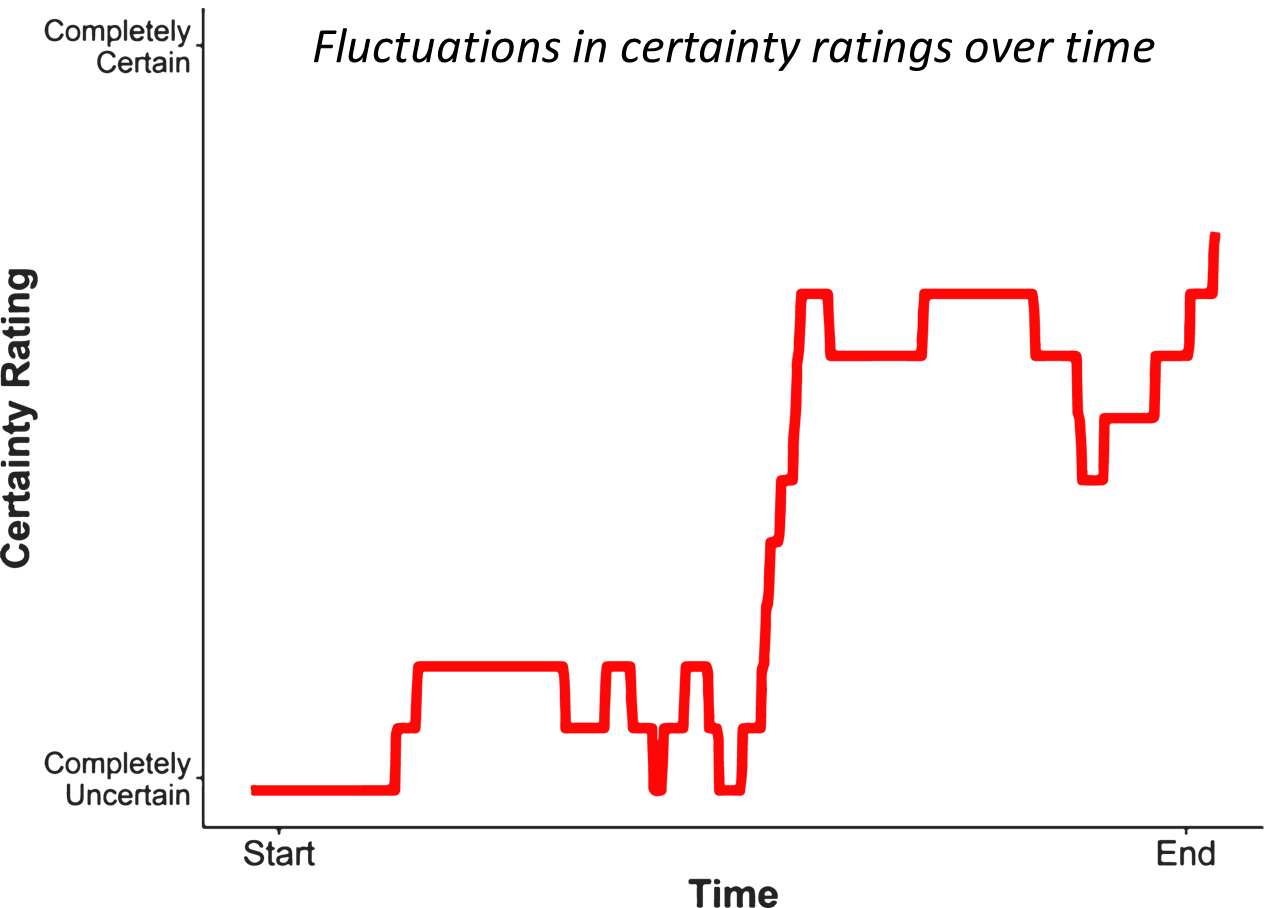 Fluctuations in certainty ratings over time
Completely
Certain
Certainty Rating
Completely
Uncertain
Start
End
Time